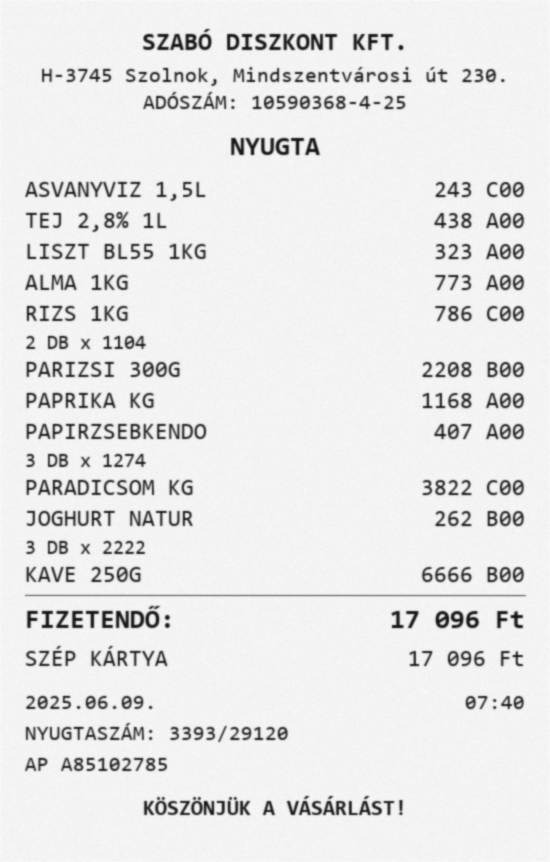 SZABÓ DISZKONT KFT.
H-3745 Szolnok, Mindszentvárosi út 230.
ADÓSZÁM: 10590368-4-25
NYUGTA
ASVANYVIZ 1,5L 243 C00
TEJ 2,8% 1L 438 A00
LISZT BL55 1KG 323 A00
ALMA 1KG 773 A00
RIZS 1KG 786 C00
2 DB x 1104
PARIZSI 300G 2208 B00
PAPRIKA KG 1168 A00
PAPIRZSEBKENDO 407 A00
3 DB x 1274
PARADICSOM KG 3822 C00
JOGHURT NATUR 262 B00
3 DB x 2222
KAVE 250G 6666 B00
FIZETENDŐ: 17 096 Ft
SZÉP KÁRTYA 17 096 Ft
2025.06.09. 07:40
NYUGTASZÁM: 3393/29120
AP A85102785
KÖSZÖNJÜK A VÁSÁRLÁST!